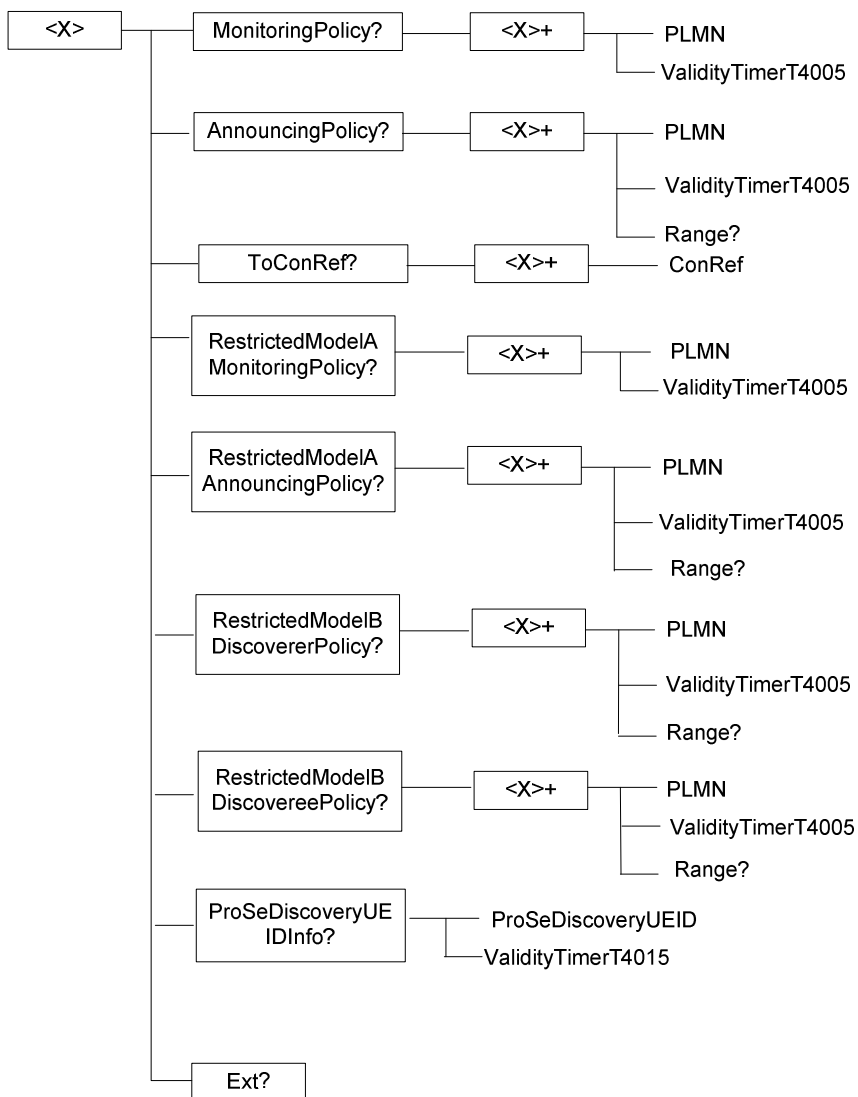 <X>
MonitoringPolicy?
<X>+
PLMN
ValidityTimerT4005
AnnouncingPolicy?
<X>+
PLMN
ValidityTimerT4005
Range?
ToConRef?
<X>+
ConRef
RestrictedModelA
MonitoringPolicy?
<X>+
PLMN
ValidityTimerT4005
RestrictedModelA
AnnouncingPolicy?
<X>+
PLMN
ValidityTimerT4005
Range?
RestrictedModelB
DiscovererPolicy?
<X>+
PLMN
ValidityTimerT4005
Range?
RestrictedModelB
DiscovereePolicy?
<X>+
PLMN
ValidityTimerT4005
Range?
ProSeDiscoveryUE
IDInfo?
ProSeDiscoveryUEID
ValidityTimerT4015
Ext?